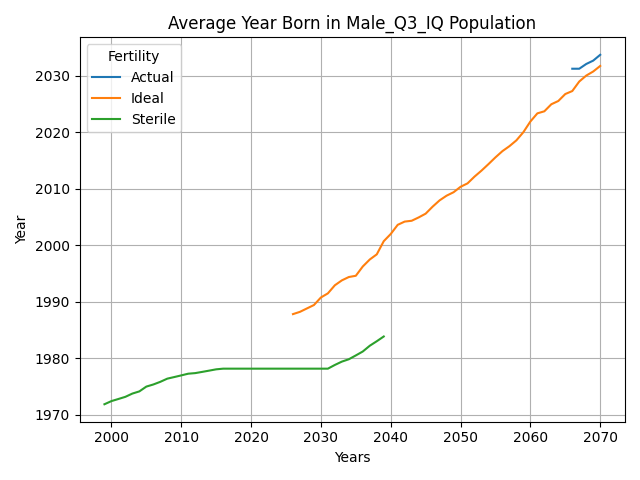 Average Year Born in Male_Q3_IQ Population
Fertility
Actual
Ideal
Sterile
Year
2030
2020
2010
2000
1990
1980
1970
2000 2010 2020 2030 2040 2050 2060 2070
Years